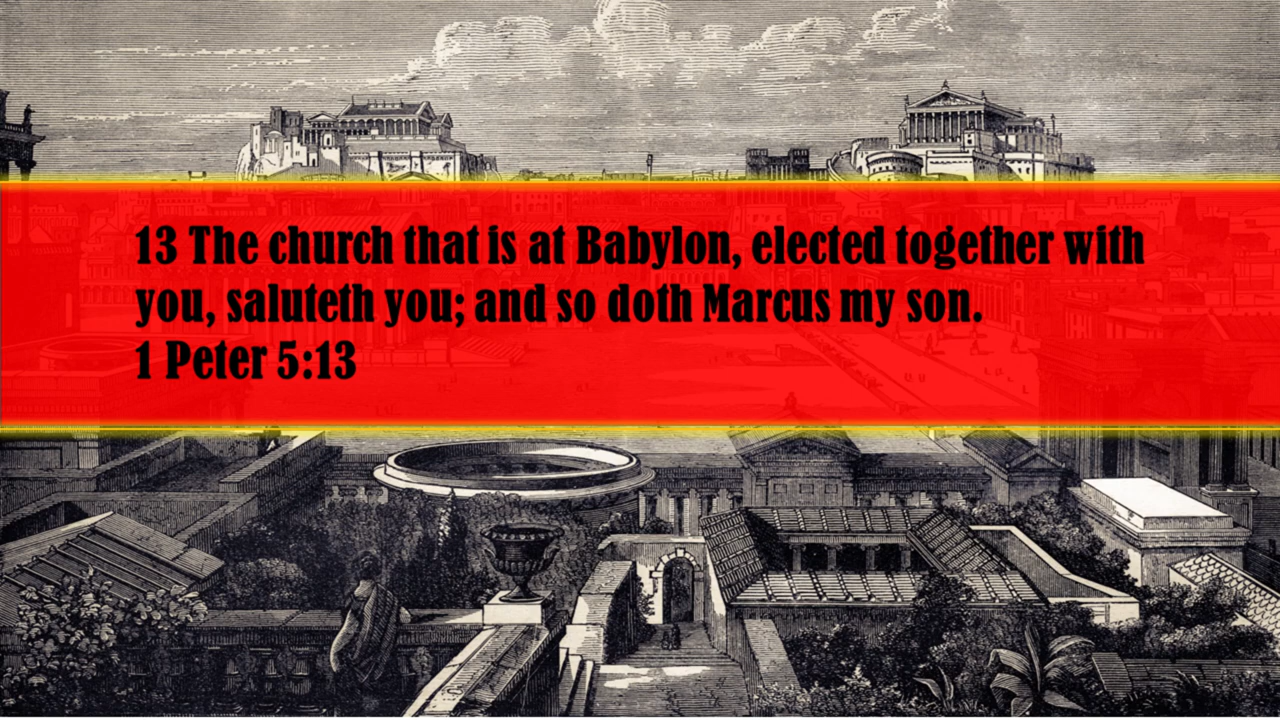 13 The church that is at Babylon, elected together with
you, saluteth you; and so doth Marcus my son.
1 Peter 5:13